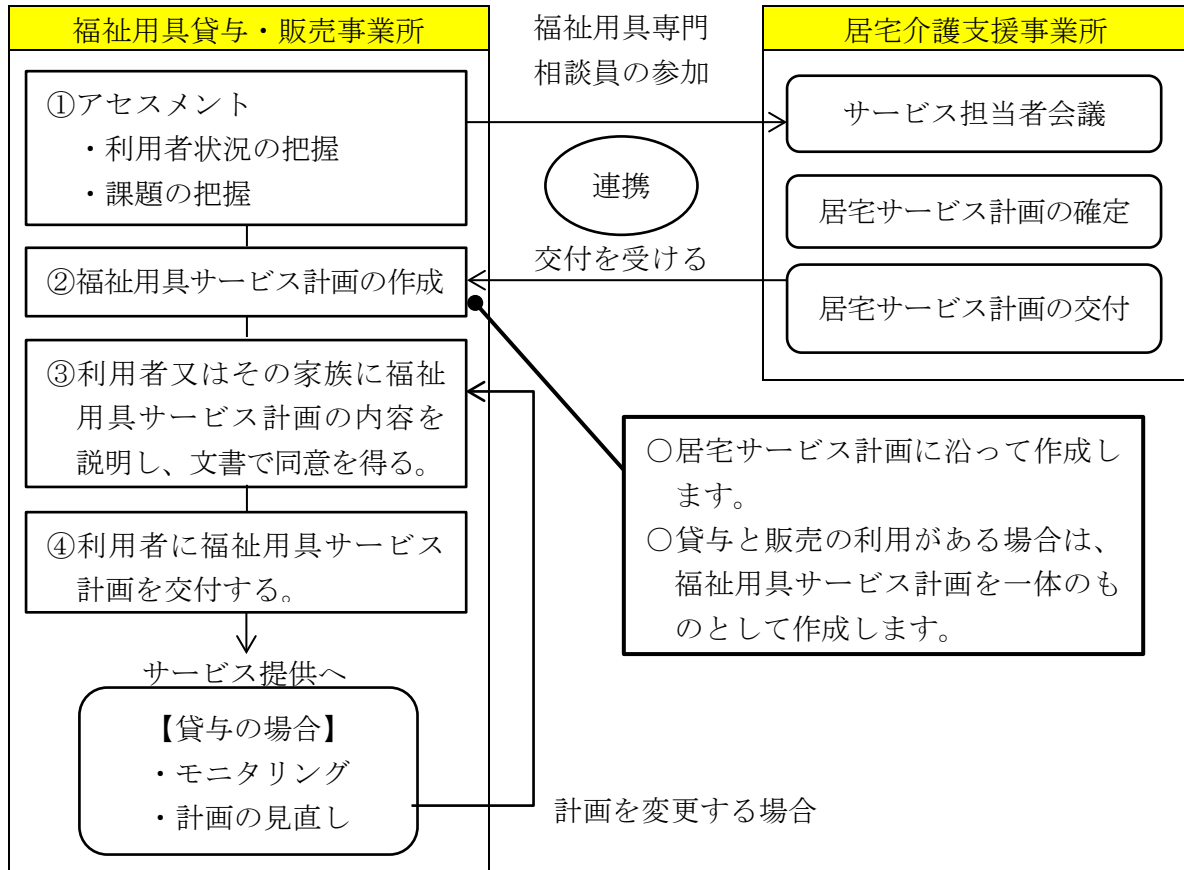 福祉用具貸与・販売事業所
①アセスメント
・利用者状況の把握
・課題の把握
②福祉用具サービス計画の作成
③利用者又はその家族に福祉
用具サービス計画の内容を
説明し、文書で同意を得る。
④利用者に福祉用具サービス
計画を交付する。
サービス提供へ
【貸与の場合】
・モニタリング
・計画の見直し
福祉用具専門
相談員の参加
連携
交付を受ける
計画を変更する場合
居宅介護支援事業所
サービス担当者会議
居宅サービス計画の確定
居宅サービス計画の交付
○居宅サービス計画に沿って作成し
ます。
○貸与と販売の利用がある場合は、
福祉用具サービス計画を一体のも
のとして作成します。